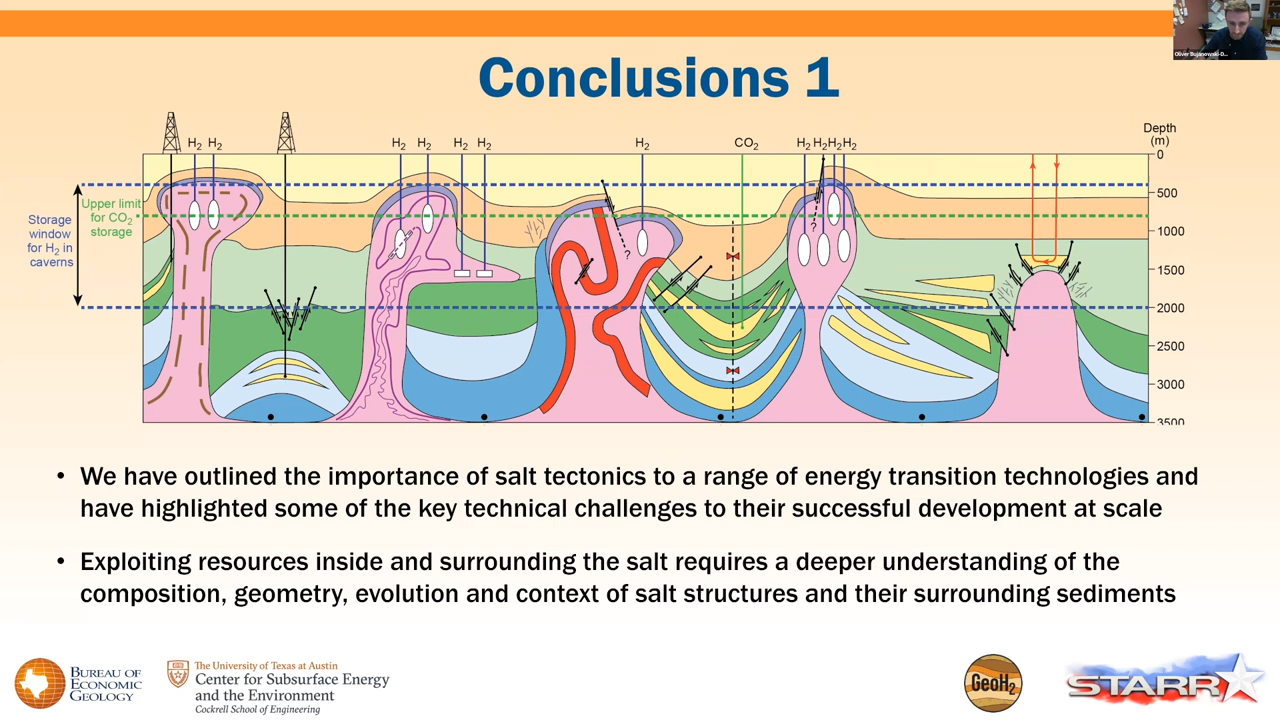 Oliver Bujanowski-D...
Conclusions 1
Depth
(m)
H₂ H₂
H₂ H₂ H₂ H₂
H₂
CO₂
H₂ H₂ H₂ H₂
0
500
1000
1500
2000
2500
3000
3500
Upper limit
for CO₂
storage
Storage
window
for H₂ in
caverns
?
?
• We have outlined the importance of salt tectonics to a range of energy transition technologies and
have highlighted some of the key technical challenges to their successful development at scale
• Exploiting resources inside and surrounding the salt requires a deeper understanding of the
composition, geometry, evolution and context of salt structures and their surrounding sediments
BUREAU OF
ECONOMIC
GEOLOGY
The University of Texas at Austin
Center for Subsurface Energy
and the Environment
Cockrell School of Engineering
GeoH₂
STARR